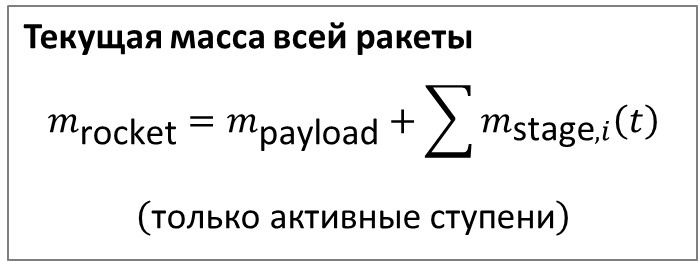 Текущая масса всей ракеты
m_rocket = m_payload + ∑ m_stage,i(t)
(только активные ступени)